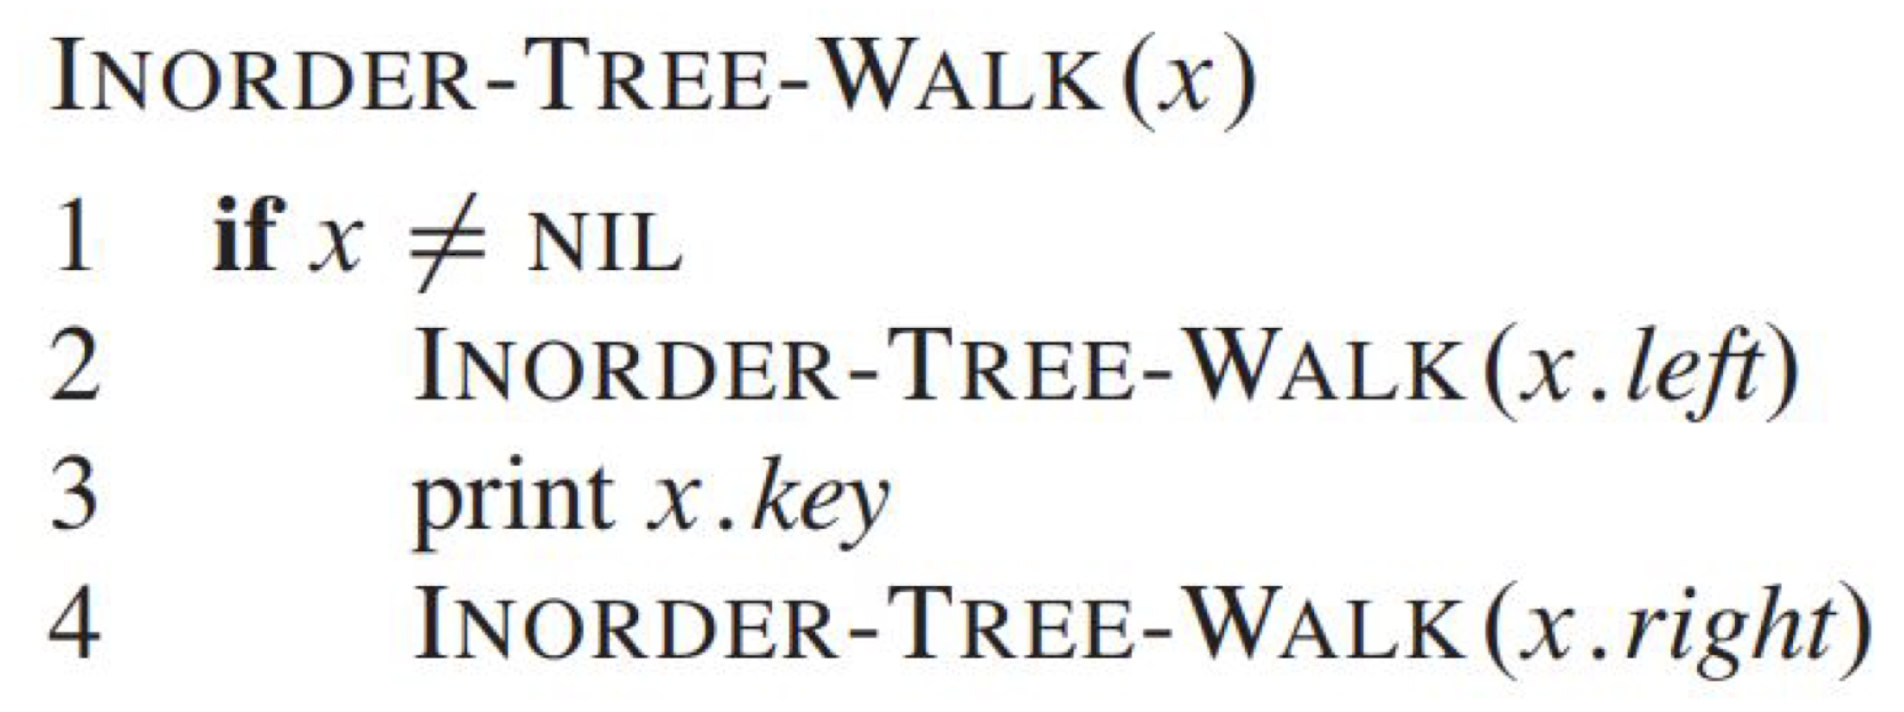 INORDER-TREE-WALK(x)
1 if x ≠ NIL
2 INORDER-TREE-WALK(x.left)
3 print x.key
4 INORDER-TREE-WALK(x.right)